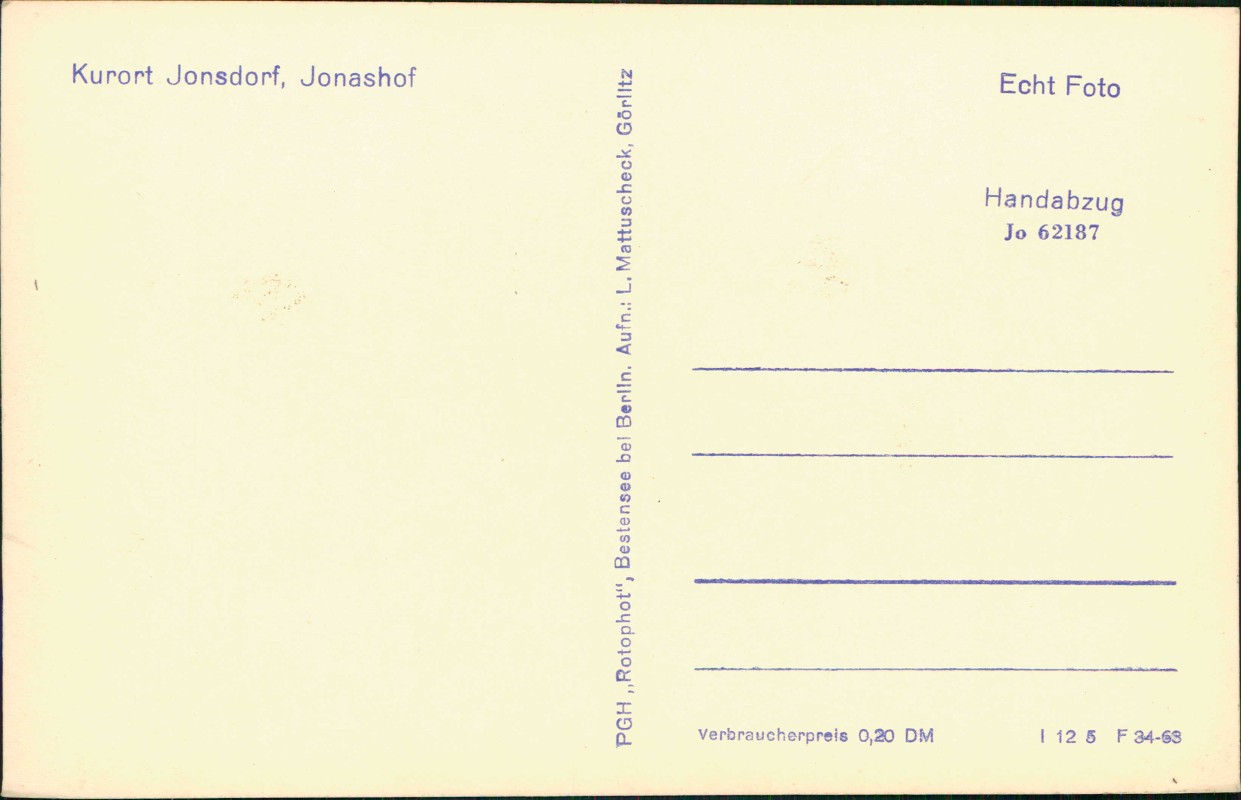 Kurort Jonsdorf, Jonashof
PGH „Rotophot“, Bestensee bei Berlin. Aufn.: L. Mattuscheck, Görlitz
Echt Foto
Handabzug
Jo 62187
Verbraucherpreis 0,20 DM
I 12 5 F 34-63